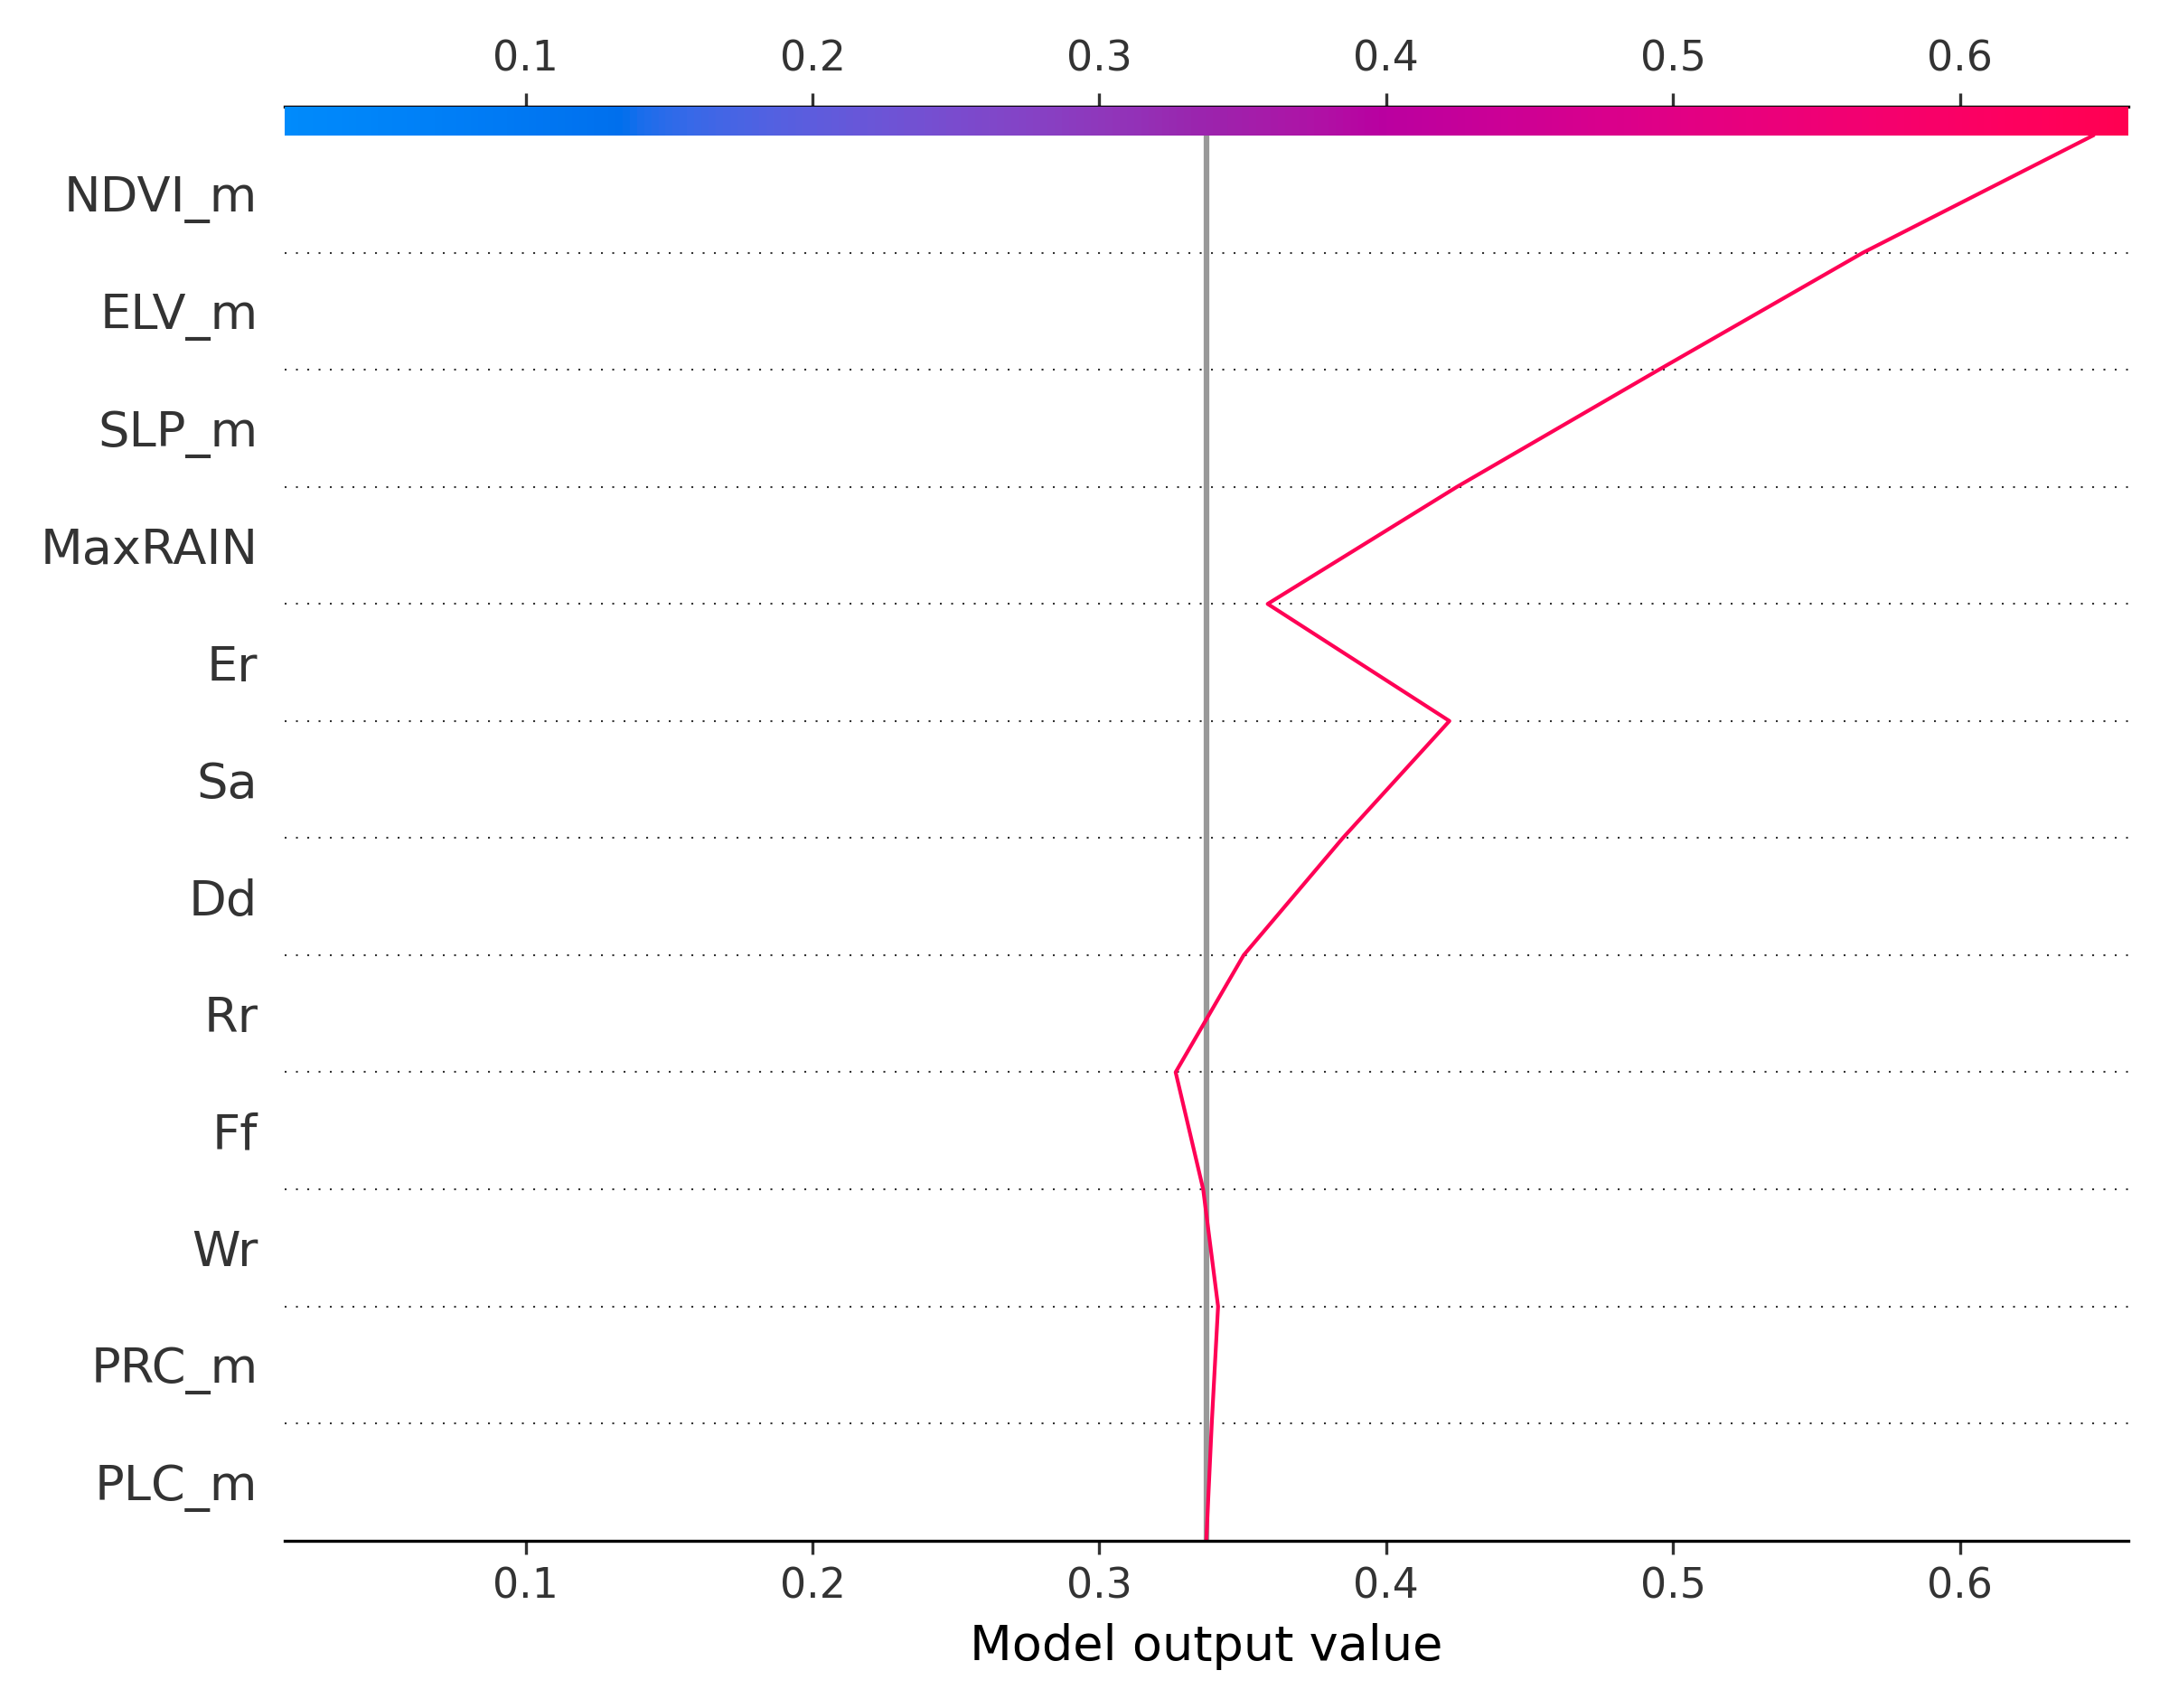 0.1 0.2 0.3 0.4 0.5 0.6
NDVI_m
ELV_m
SLP_m
MaxRAIN
Er
Sa
Dd
Rr
Ff
Wr
PRC_m
PLC_m
0.1 0.2 0.3 0.4 0.5 0.6
Model output value